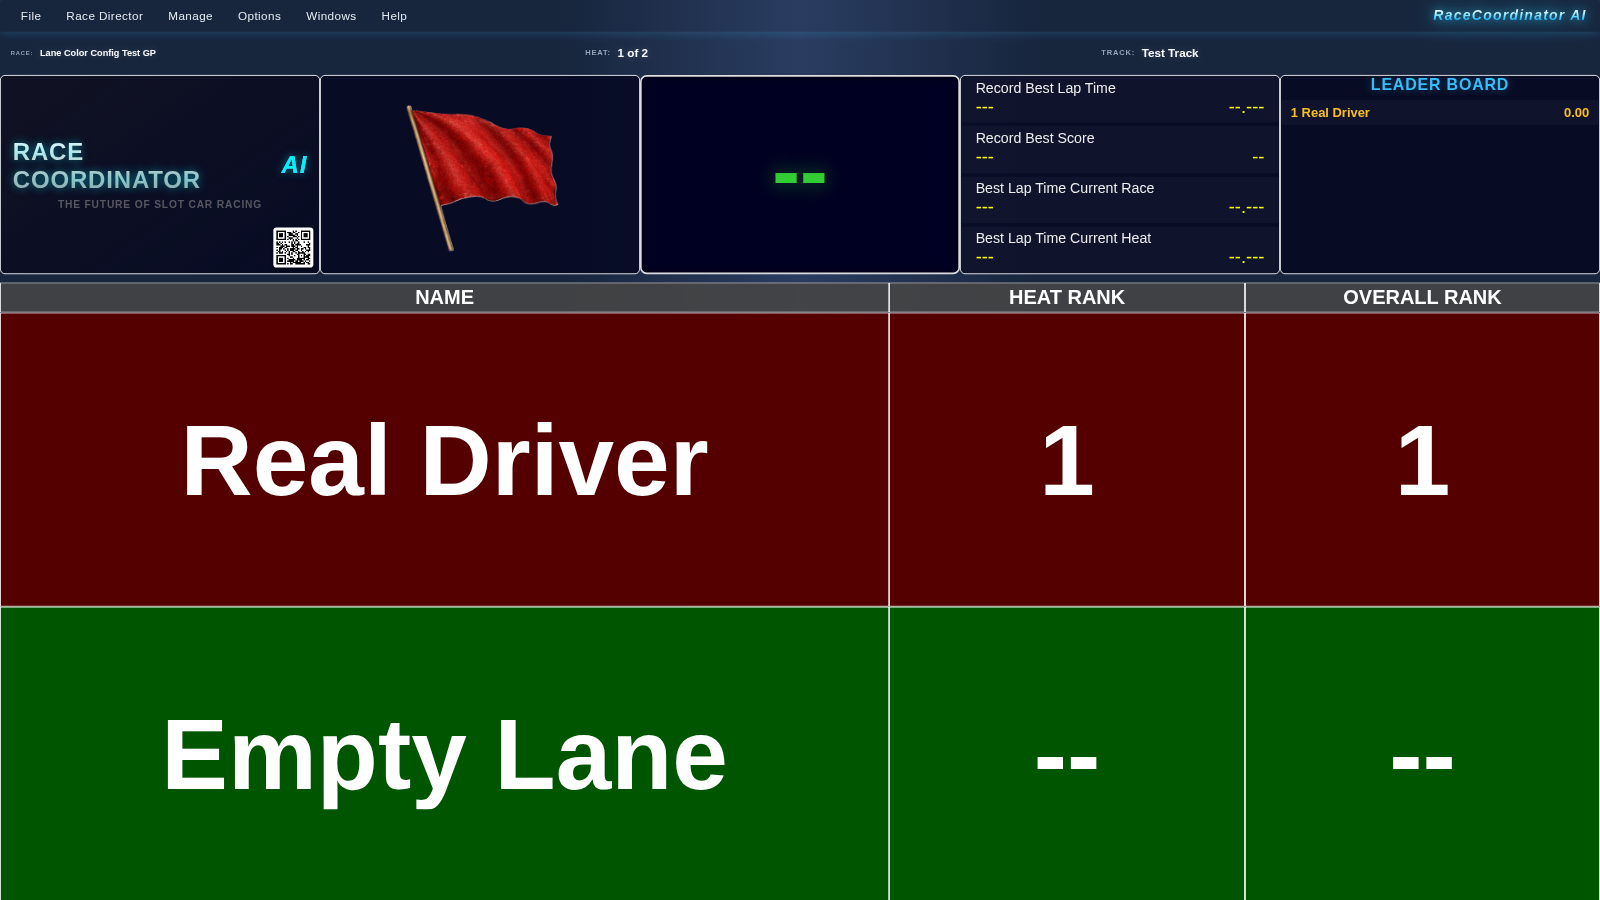 File Race Director Manage Options Windows Help RaceCoordinator AI
RACE: Lane Color Config Test GP HEAT: 1 of 2 TRACK: Test Track
RACE
COORDINATOR
AI
THE FUTURE OF SLOT CAR RACING
--
Record Best Lap Time
--- --.---
Record Best Score
--- --
Best Lap Time Current Race
--- --.---
Best Lap Time Current Heat
--- --.---
LEADER BOARD
1 Real Driver 0.00
NAME HEAT RANK OVERALL RANK
Real Driver 1 1
Empty Lane -- --